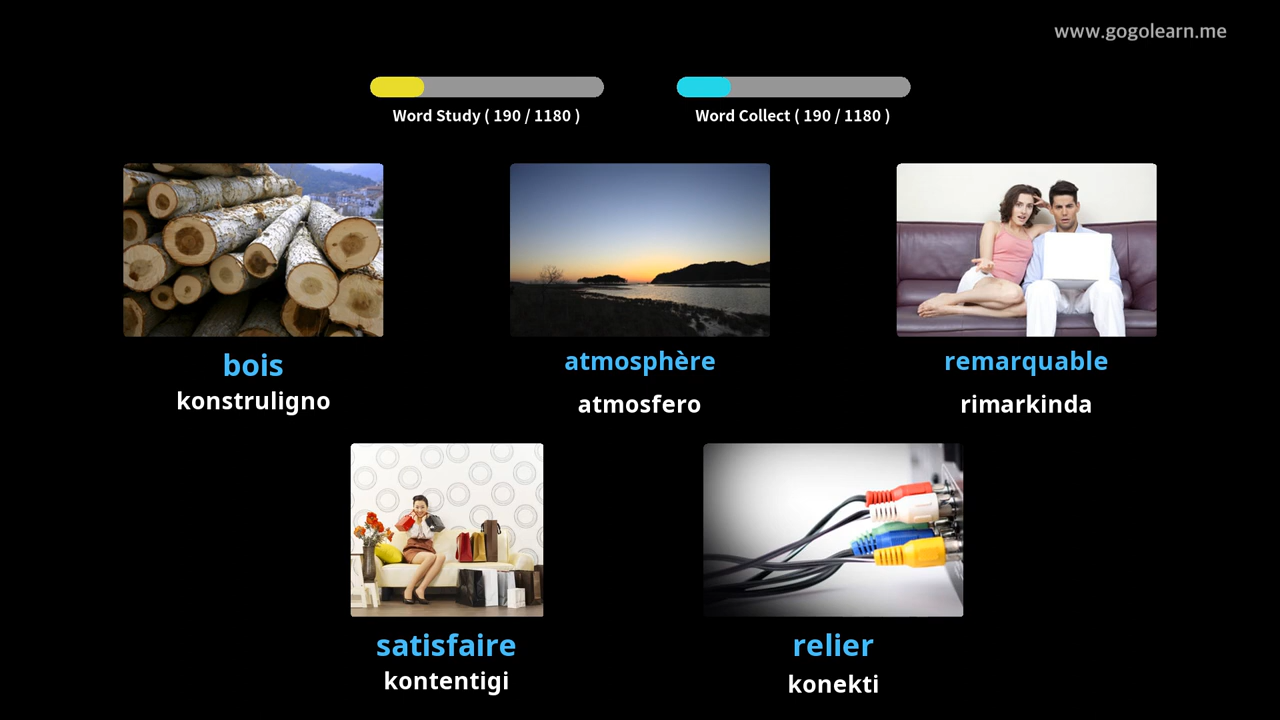 www.gogolearn.me
Word Study ( 190 / 1180 )
Word Collect ( 190 / 1180 )
bois
konstruligno
atmosphère
atmosfero
remarquable
rimarkinda
satisfaire
kontentigi
relier
konekti